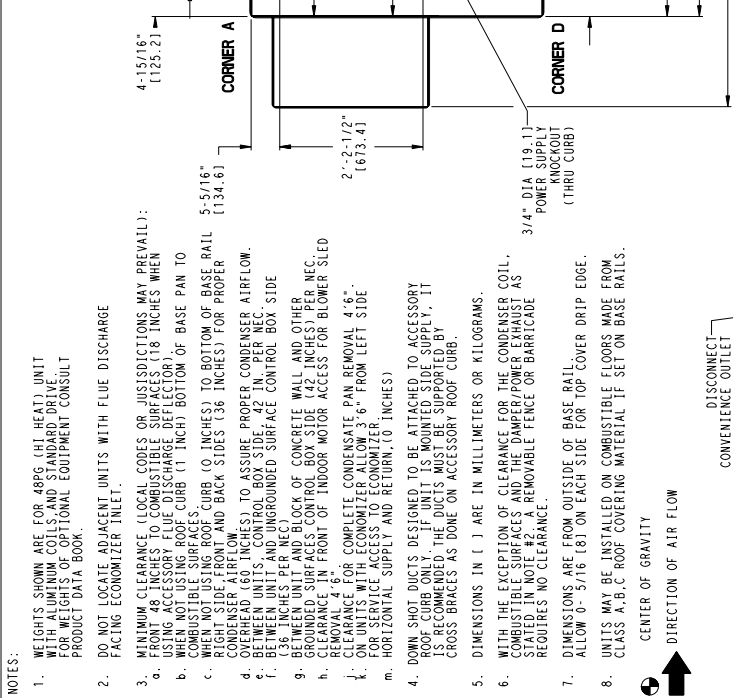 NOTES:
1. WEIGHTS SHOWN ARE FOR 48PG (HI HEAT) UNIT
WITH ALUMINUM COILS,AND STANDARD DRIVE.
FOR WEIGHTS OF OPTIONAL EQUIPMENT CONSULT
PRODUCT DATA BOOK.
2. DO NOT LOCATE ADJACENT UNITS WITH FLUE DISCHARGE
FACING ECONOMIZER INLET.
3. MINIMUM CLEARANCE (LOCAL CODES OR JUSISDICTIONS MAY PREVAIL):
a. FRONT 48 INCHES TO COMBUSTIBLE SURFACES (18 INCHES WHEN
USING ACCESSORY FLUE DISCHARGE DEFLECTOR).
b. WHEN NOT USING ROOF CURB (1 INCH) BOTTOM OF BASE PAN TO
COMBUSTIBLE SURFACES.
c. WHEN NOT USING ROOF CURB (0 INCHES) TO BOTTOM OF BASE RAIL
RIGHT SIDE,FRONT AND BACK SIDES (36 INCHES) FOR PROPER
CONDENSER AIRFLOW.
d. OVERHEAD (60 INCHES) TO ASSURE PROPER CONDENSER AIRFLOW.
e. BETWEEN UNITS, CONTROL BOX SIDE, 42 IN. PER NEC.
f. BETWEEN UNIT AND UNGROUNDED SURFACE CONTROL BOX SIDE
(36 INCHES PER NEC)
g. BETWEEN UNIT AND BLOCK OF CONCRETE WALL AND OTHER
GROUNDED SURFACES CONTROL BOX SIDE (42 INCHES) PER NEC.
h. CLEARANCE IN FRONT OF INDOOR MOTOR ACCESS FOR BLOWER SLED
REMOVAL 4'6".
j. CLEARANCE FOR COMPLETE CONDENSATE PAN REMOVAL 4'6".
k. ON UNITS WITH ECONOMIZER ALLOW 3'6" FROM LEFT SIDE
FOR SERVICE ACCESS TO ECONOMIZER.
m. HORIZONTAL SUPPLY AND RETURN,(0 INCHES)
4. DOWN SHOT DUCTS DESIGNED TO BE ATTACHED TO ACCESSORY
ROOF CURB ONLY. IF UNIT IS MOUNTED SIDE SUPPLY, IT
IS RECOMMENDED THE DUCTS MUST BE SUPPORTED BY
CROSS BRACES AS DONE ON ACCESSORY ROOF CURB.
5. DIMENSIONS IN [ ] ARE IN MILLIMETERS OR KILOGRAMS.
6. WITH THE EXCEPTION OF CLEARANCE FOR THE CONDENSER COIL,
COMBUSTIBLE SURFACES AND THE DAMPER/POWER EXHAUST AS
STATED IN NOTE #2. A REMOVABLE FENCE OR BARRICADE
REQUIRES NO CLEARANCE.
7. DIMENSIONS ARE FROM OUTSIDE OF BASE RAIL.
ALLOW 0- 5/16 [8] ON EACH SIDE FOR TOP COVER DRIP EDGE.
8. UNITS MAY BE INSTALLED ON COMBUSTIBLE FLOORS MADE FROM
CLASS A,B,C ROOF COVERING MATERIAL IF SET ON BASE RAILS.
CENTER OF GRAVITY
DIRECTION OF AIR FLOW
4-15/16"
[125.2]
CORNER A
5-5/16"
[134.6]
2'-2-1/2"
[673.4]
CORNER D
3/4" DIA [19.1]
POWER SUPPLY
KNOCKOUT
(THRU CURB)
DISCONNECT
CONVENIENCE OUTLET